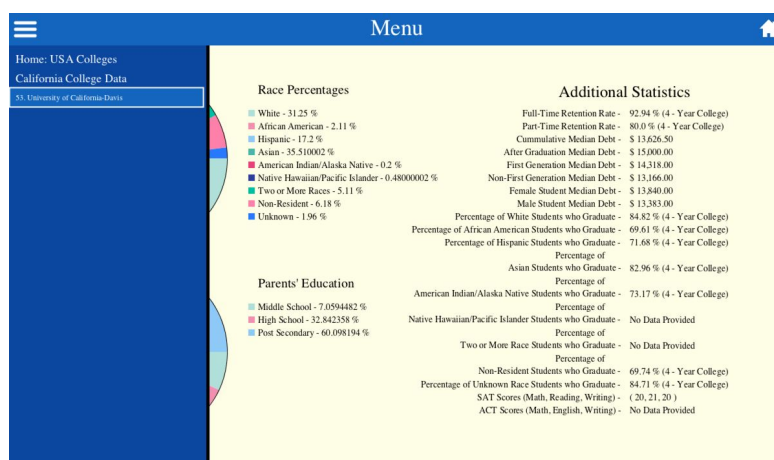 Menu
Home: USA Colleges
California College Data
53. University of California-Davis
Race Percentages
White - 31.25 %
African American - 2.11 %
Hispanic - 17.2 %
Asian - 35.510002 %
American Indian/Alaska Native - 0.2 %
Native Hawaiian/Pacific Islander - 0.48000002 %
Two or More Races - 5.11 %
Non-Resident - 6.18 %
Unknown - 1.96 %
Parents' Education
Middle School - 7.0594482 %
High School - 32.842358 %
Post Secondary - 60.098194 %
Additional Statistics
Full-Time Retention Rate - 92.94 % (4 - Year College)
Part-Time Retention Rate - 80.0 % (4 - Year College)
Cummulative Median Debt - $ 13,626.50
After Graduation Median Debt - $ 15,000.00
First Generation Median Debt - $ 14,318.00
Non-First Generation Median Debt - $ 13,166.00
Female Student Median Debt - $ 13,840.00
Male Student Median Debt - $ 13,383.00
Percentage of White Students who Graduate - 84.82 % (4 - Year College)
Percentage of African American Students who Graduate - 69.61 % (4 - Year College)
Percentage of Hispanic Students who Graduate - 71.68 % (4 - Year College)
Percentage of
Asian Students who Graduate - 82.96 % (4 - Year College)
Percentage of
American Indian/Alaska Native Students who Graduate - 73.17 % (4 - Year College)
Percentage of
Native Hawaiian/Pacific Islander Students who Graduate - No Data Provided
Percentage of
Two or More Race Students who Graduate - No Data Provided
Percentage of
Non-Resident Students who Graduate - 69.74 % (4 - Year College)
Percentage of Unknown Race Students who Graduate - 84.71 % (4 - Year College)
SAT Scores (Math, Reading, Writing) - ( 20, 21, 20 )
ACT Scores (Math, English, Writing) - No Data Provided